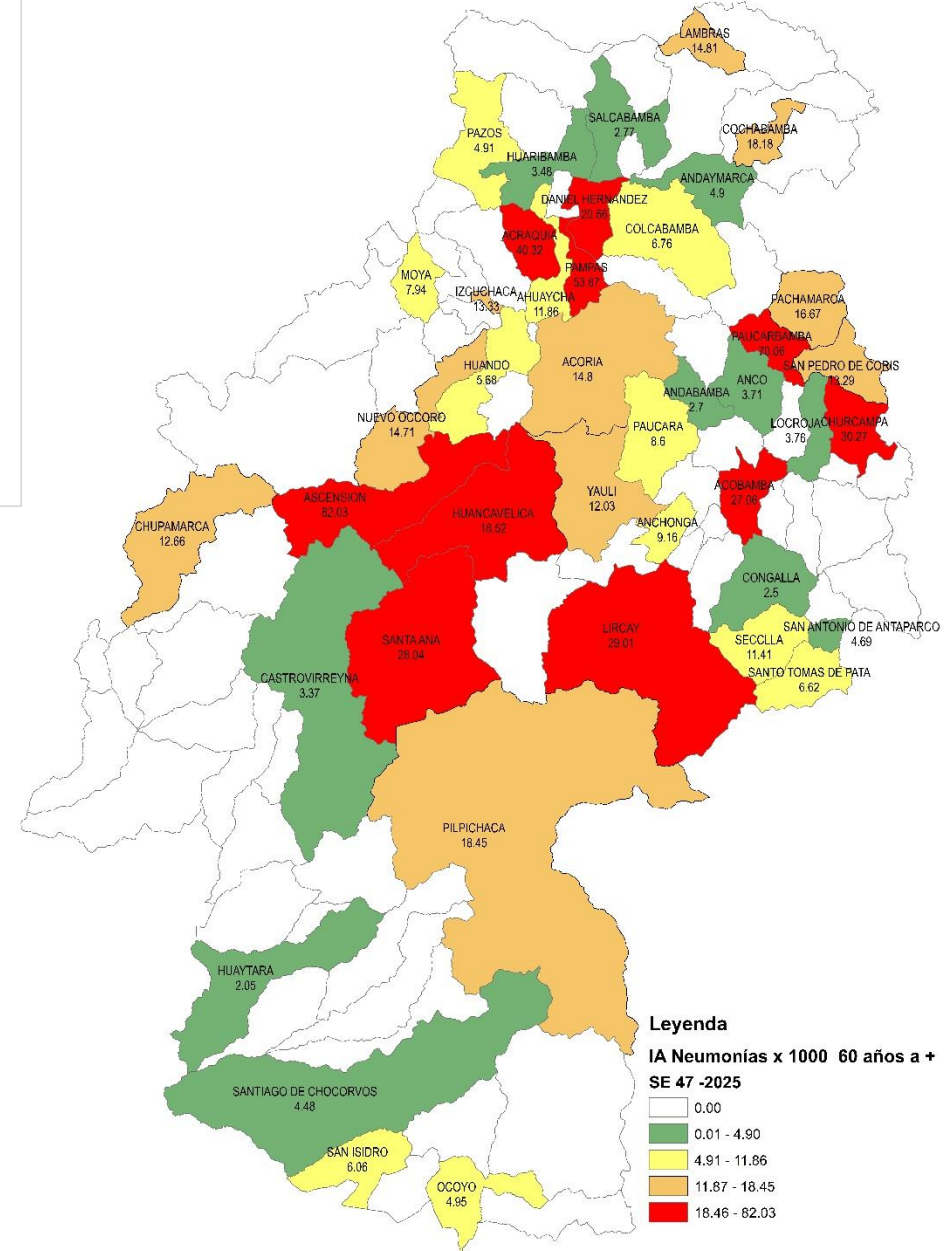 LAMBRAS
14.81
SALCABAMBA
2.77
COCHABAMBA
18.18
PAZOS
4.91
HUARIBAMBA
3.48
ANDAYMARCA
4.9
DANIEL HERNANDEZ
20.66
COLCABAMBA
6.76
ACRAQUIA
40.32
PAMPAS
53.87
MOYA
7.94
IZCUCHACA
13.33
AHUAYCHA
11.86
PACHAMARCA
16.67
PAUCARBAMBA
70.06
HUANDO
5.68
ACORIA
14.8
SAN PEDRO DE CORIS
13.29
ANCO
3.71
ANDABAMBA
2.7
NUEVO OCCORO
14.71
PAUCARA
8.6
LOCROJA
3.76
CHURCAMPA
30.27
ACOBAMBA
27.06
YAULI
12.03
ASCENSION
82.03
HUANCAVELICA
18.52
ANCHONGA
9.16
CHUPAMARCA
12.66
CONGALLA
2.5
SAN ANTONIO DE ANTAPARCO
4.69
LIRCAY
29.01
SECCLLA
11.41
SANTA ANA
28.04
SANTO TOMAS DE PATA
6.62
CASTROVIRREYNA
3.37
PILPICHACA
18.45
HUAYTARA
2.05
SANTIAGO DE CHOCORVOS
4.48
SAN ISIDRO
6.06
OCOYO
4.95
Leyenda
IA Neumonías x 1000 60 años a +
SE 47 -2025
0.00
0.01 - 4.90
4.91 - 11.86
11.87 - 18.45
18.46 - 82.03